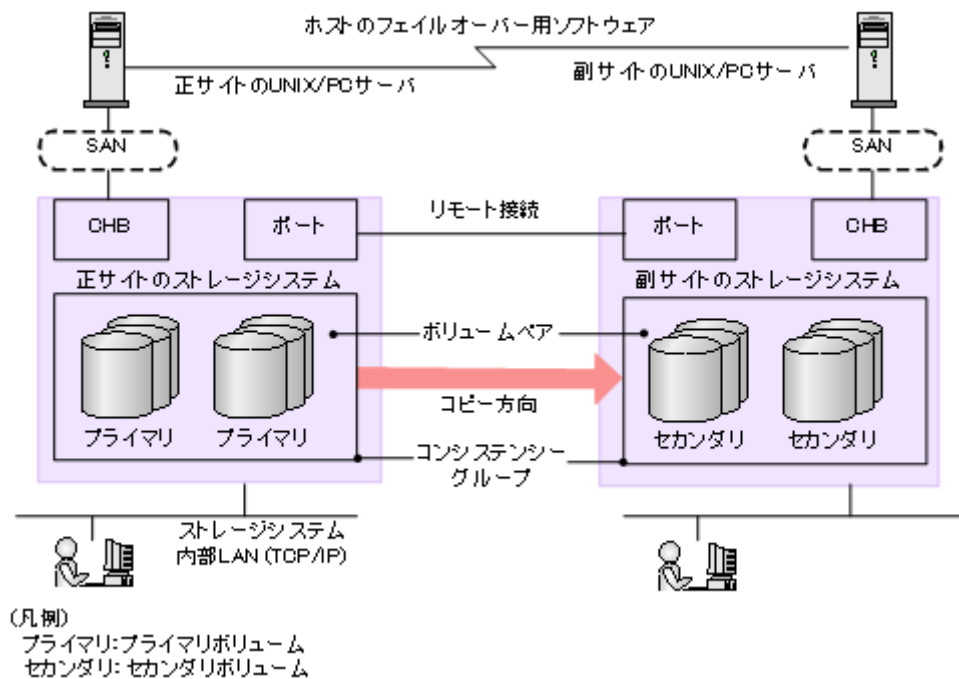 ホストのフェイルオーバー用ソフトウェア
正サイトのUNIX/PCサーバ
副サイトのUNIX/PCサーバ
SAN
SAN
CHB
ポート
リモート接続
ポート
CHB
正サイトのストレージシステム
副サイトのストレージシステム
ボリュームペア
コピー方向
プライマリ
プライマリ
セカンダリ
セカンダリ
コンシステンシー
グループ
ストレージシステム
内部LAN(TCP/IP)
(凡例)
プライマリ:プライマリボリューム
セカンダリ:セカンダリボリューム